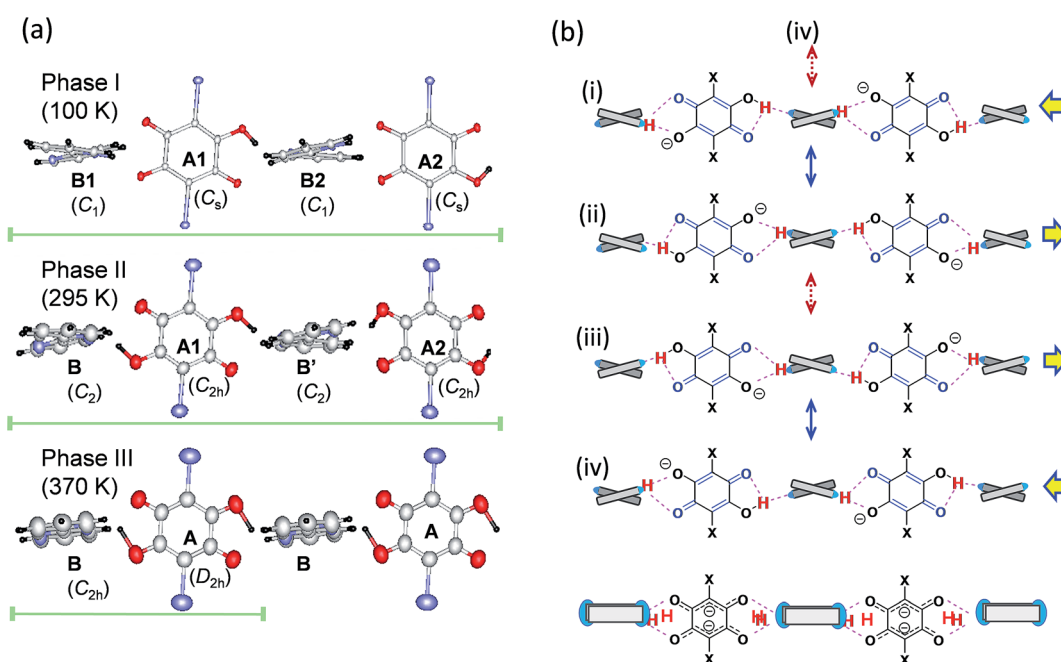 (a)
Phase I
(100 K)
A1 A2
B1 B2
(C1) (Cs) (C1) (Cs)
Phase II
(295 K)
A1 A2
B B'
(C2) (C2h) (C2) (C2h)
Phase III
(370 K)
A A
B B
(C2h) (D2h)
(b)
(iv)
X X
(i) O O H ⊖ O O
H H
⊖ O O O O H
X X
X X
(ii) O O ⊖ H O O
H H H
O O O O ⊖
X X
X X
(iii) H O O O O ⊖ H
H
O O ⊖ H O O
X X
X X
(iv) ⊖ O O O O H
H H H
O O ⊖ O O
X X
X X
O O O O
H H ⊖ ⊖ H H H H ⊖ ⊖ H H
O O O O
X X